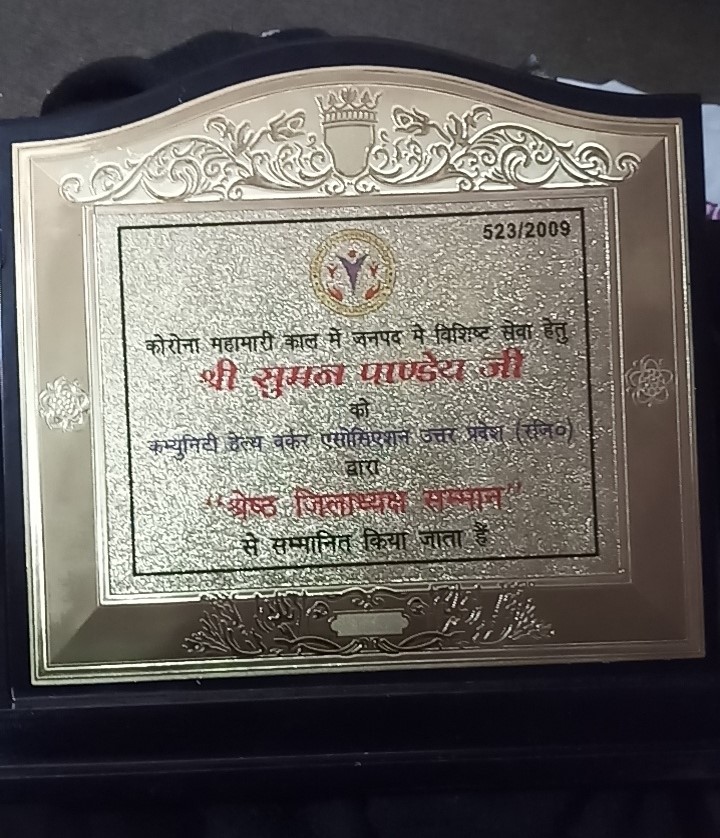 523/2009
कोरोना महामारी काल में जनपद मे विशिष्ट सेवा हेतु
श्री सुमन पाण्डेय जी
को
कम्युनिटी हेल्थ वर्कर एसोसिएशन उत्तर प्रदेश (रजि०)
द्वारा
“श्रेष्ठ जिलाध्यक्ष सम्मान”
से सम्मानित किया जाता हैं